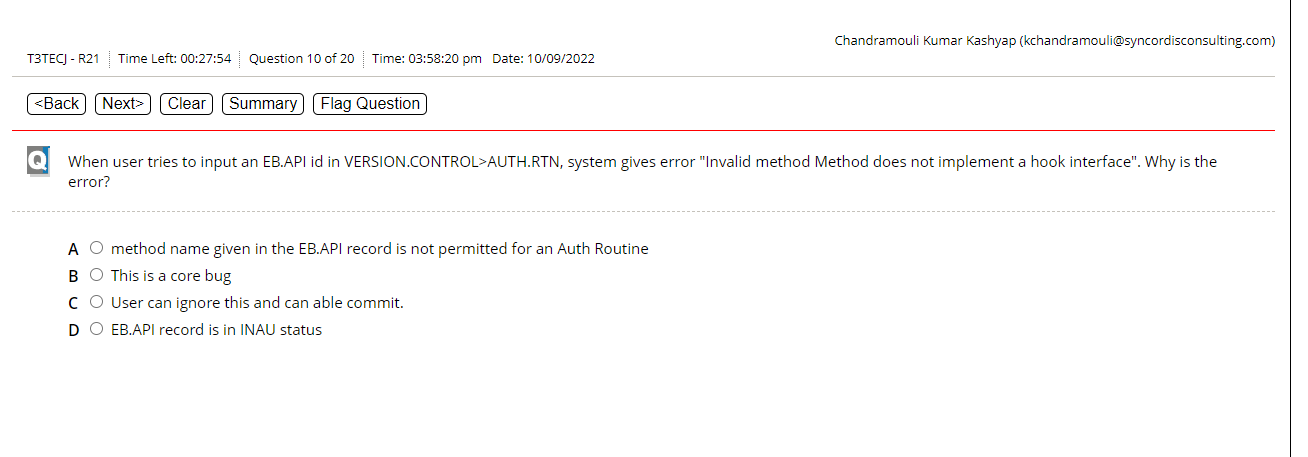 Chandramouli Kumar Kashyap (kchandramouli@syncordisconsulting.com)
T3TECJ - R21 Time Left: 00:27:54 Question 10 of 20 Time: 03:58:20 pm Date: 10/09/2022
<Back Next> Clear Summary Flag Question
Q When user tries to input an EB.API id in VERSION.CONTROL>AUTH.RTN, system gives error "Invalid method Method does not implement a hook interface". Why is the
error?
A method name given in the EB.API record is not permitted for an Auth Routine
B This is a core bug
C User can ignore this and can able commit.
D EB.API record is in INAU status